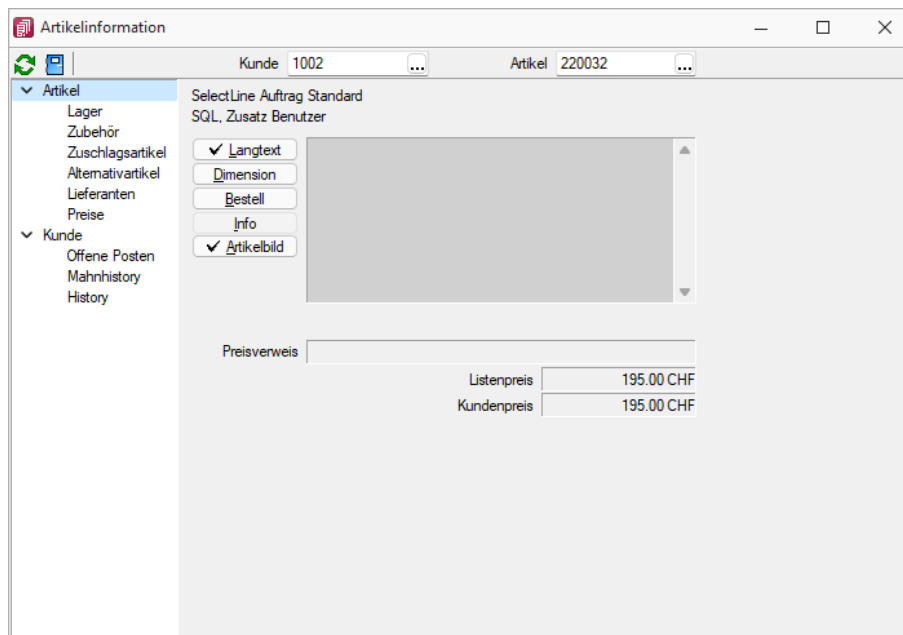 Artikelinformation
Kunde 1002 ... Artikel 220032 ...
Artikel
Lager
Zubehör
Zuschlagsartikel
Alternativartikel
Lieferanten
Preise
Kunde
Offene Posten
Mahnhistory
History
SelectLine Auftrag Standard
SQL, Zusatz Benutzer
Langtext
Dimension
Bestell
Info
Artikelbild
Preisverweis
Listenpreis 195.00 CHF
Kundenpreis 195.00 CHF